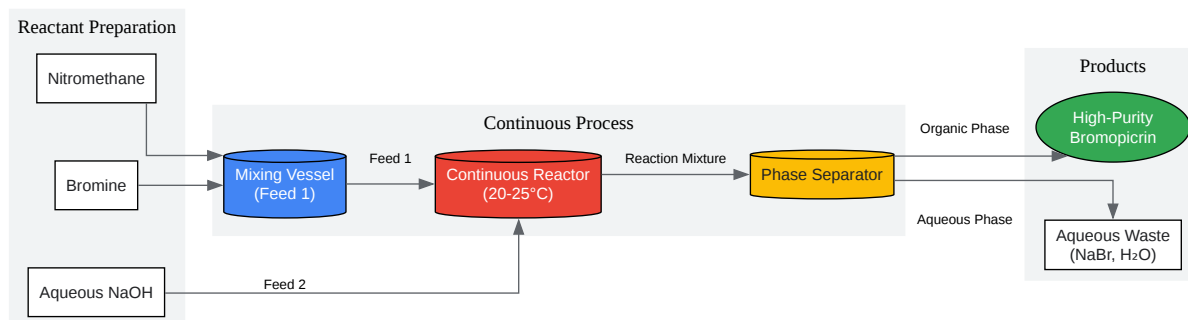 Reactant Preparation
Nitromethane
Bromine
Aqueous NaOH
Continuous Process
Mixing Vessel
(Feed 1)
Feed 1
Continuous Reactor
(20-25°C)
Feed 2
Reaction Mixture
Phase Separator
Organic Phase
Aqueous Phase
Products
High-Purity
Bromopicrin
Aqueous Waste
(NaBr, H₂O)